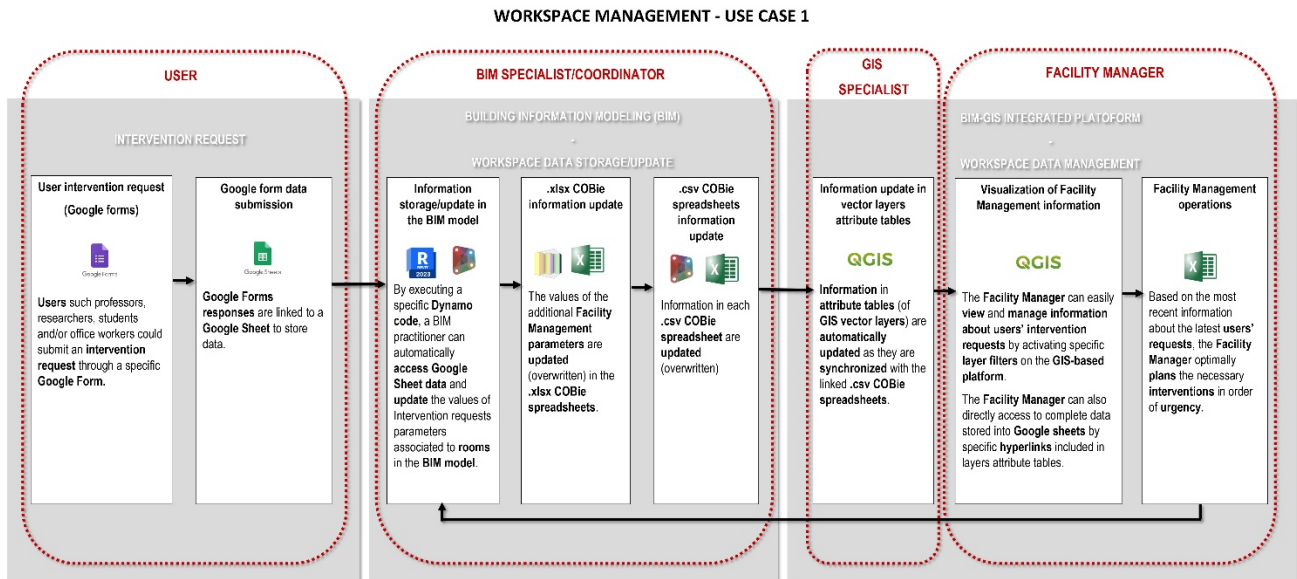 WORKSPACE MANAGEMENT - USE CASE 1
USER
INTERVENTION REQUEST
User intervention request
(Google forms)
Google Forms
Users such professors,
researchers, students
and/or office workers could
submit an intervention
request through a specific
Google Form.
Google form data
submission
Google Sheets
Google Forms
responses are linked to a
Google Sheet to store
data.
BIM SPECIALIST/COORDINATOR
BUILDING INFORMATION MODELING (BIM)
-
WORKSPACE DATA STORAGE/UPDATE
Information
storage/update in
the BIM model
R
REVIT
2023
By executing a
specific Dynamo
code, a BIM
practitioner can
automatically
access Google
Sheet data and
update the values of
Intervention requests
parameters
associated to rooms
in the BIM model.
.xlsx COBie
information update
X
The values of the
additional Facility
Management
parameters are
updated
(overwritten) in the
.xlsx COBie
spreadsheets.
.csv COBie
spreadsheets
information
update
X
Information in each
.csv COBie
spreadsheet are
updated
(overwritten)
GIS
SPECIALIST
Information update in
vector layers
attribute tables
QGIS
Information in
attribute tables (of
GIS vector layers) are
automatically
updated as they are
synchronized with the
linked .csv COBie
spreadsheets.
FACILITY MANAGER
BIM-GIS INTEGRATED PLATOFORM
-
WORKSPACE DATA MANAGEMENT
Visualization of Facility
Management information
QGIS
The Facility Manager can easily
view and manage information
about users' intervention
requests by activating specific
layer filters on the GIS-based
platform.
The Facility Manager can also
directly access to complete data
stored into Google sheets by
specific hyperlinks included in
layers attribute tables.
Facility Management
operations
X
Based on the most
recent information
about the latest users'
requests, the Facility
Manager optimally
plans the necessary
interventions in order
of urgency.